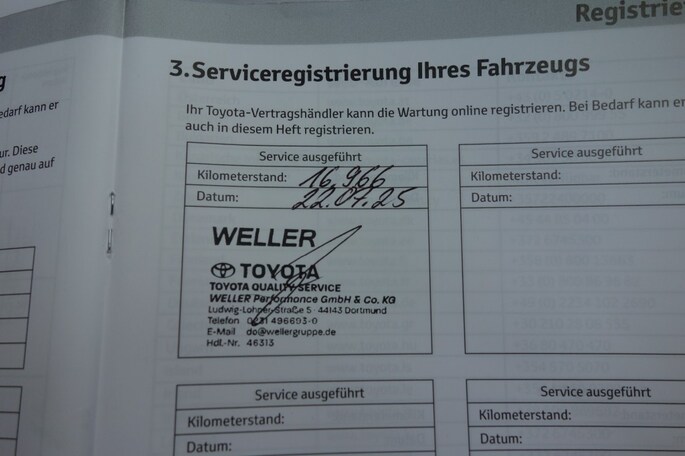 Registrie
3. Serviceregistrierung Ihres Fahrzeugs
edarf kann er
Ihr Toyota-Vertragshändler kann die Wartung online registrieren. Bei Bedarf kann er
auch in diesem Heft registrieren.
ur. Diese
d genau auf
Service ausgeführt
Kilometerstand: 16.966
Datum: 22.07.25
WELLER
TOYOTA
TOYOTA QUALITY SERVICE
WELLER Performance GmbH & Co. KG
Ludwig-Lohner-Straße 5 44143 Dortmund
Telefon 0231 496693-0
E-Mail do@wellergruppe.de
Hdl.-Nr. 46313
Service ausgeführt
Kilometerstand:
Datum:
Service ausgeführt
Kilometerstand:
Datum:
Service ausgeführt
Kilometerstand:
Datum: